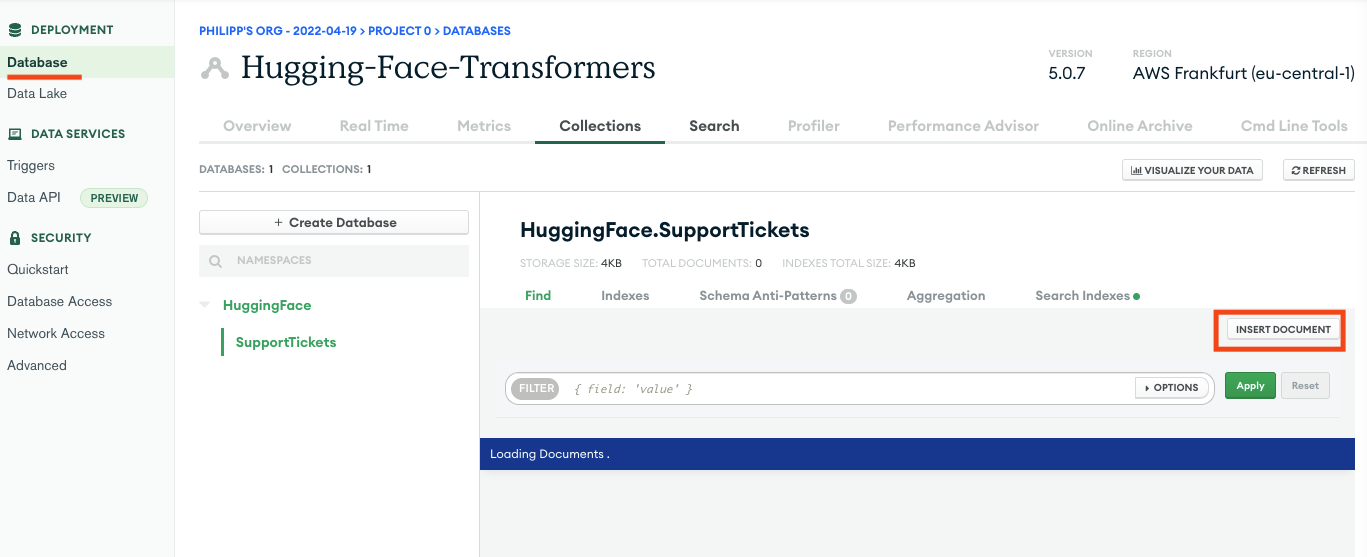 DEPLOYMENT
Database
Data Lake
DATA SERVICES
Triggers
Data API PREVIEW
SECURITY
Quickstart
Database Access
Network Access
Advanced
PHILIPP'S ORG - 2022-04-19 > PROJECT 0 > DATABASES
Hugging-Face-Transformers
VERSION
5.0.7
REGION
AWS Frankfurt (eu-central-1)
Overview Real Time Metrics Collections Search Profiler Performance Advisor Online Archive Cmd Line Tools
DATABASES: 1 COLLECTIONS: 1
VISUALIZE YOUR DATA REFRESH
+ Create Database
NAMESPACES
HuggingFace
SupportTickets
HuggingFace.SupportTickets
STORAGE SIZE: 4KB TOTAL DOCUMENTS: 0 INDEXES TOTAL SIZE: 4KB
Find Indexes Schema Anti-Patterns 0 Aggregation Search Indexes
INSERT DOCUMENT
FILTER { field: 'value' } OPTIONS Apply Reset
Loading Documents .